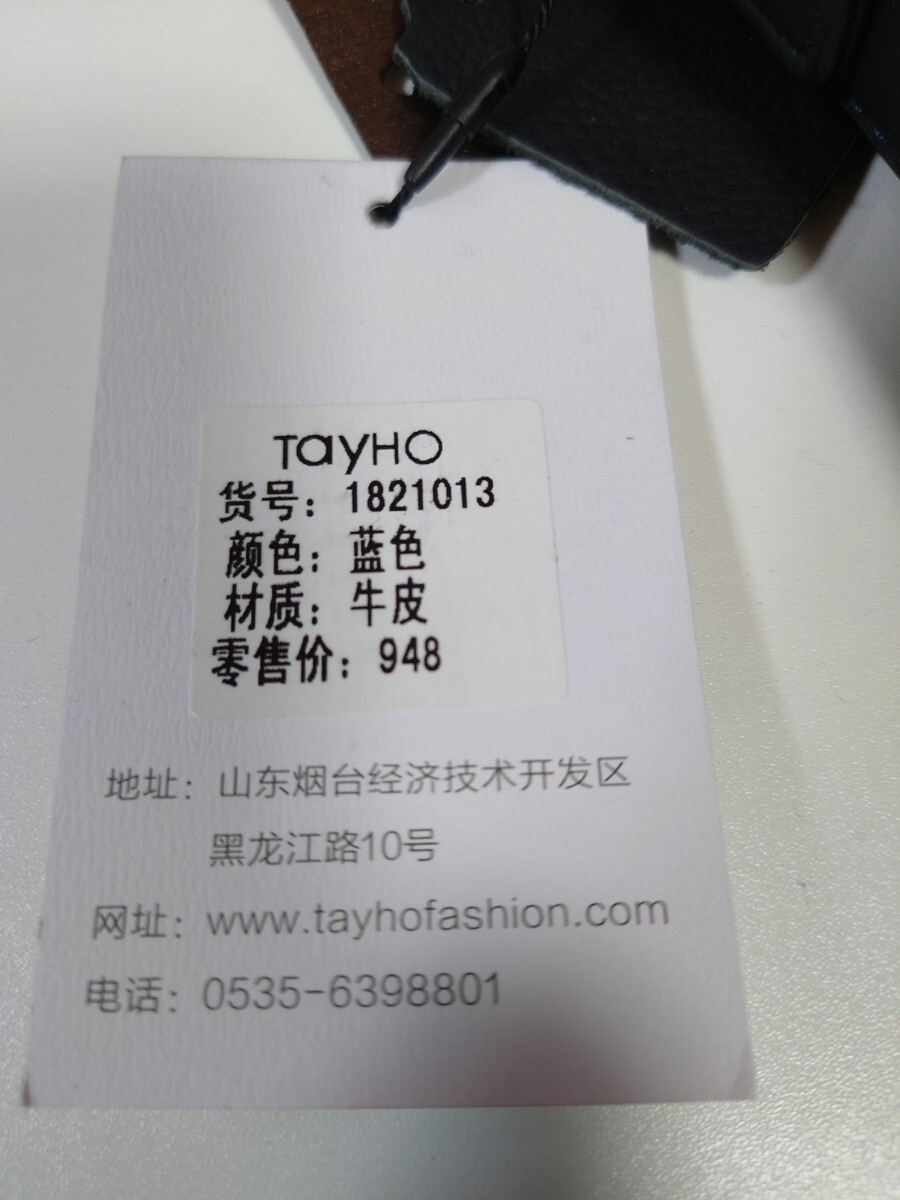 TayHO
货号：1821013
颜色：蓝色
材质：牛皮
零售价：948
地址：山东烟台经济技术开发区
黑龙江路10号
网址：www.tayhofashion.com
电话：0535-6398801